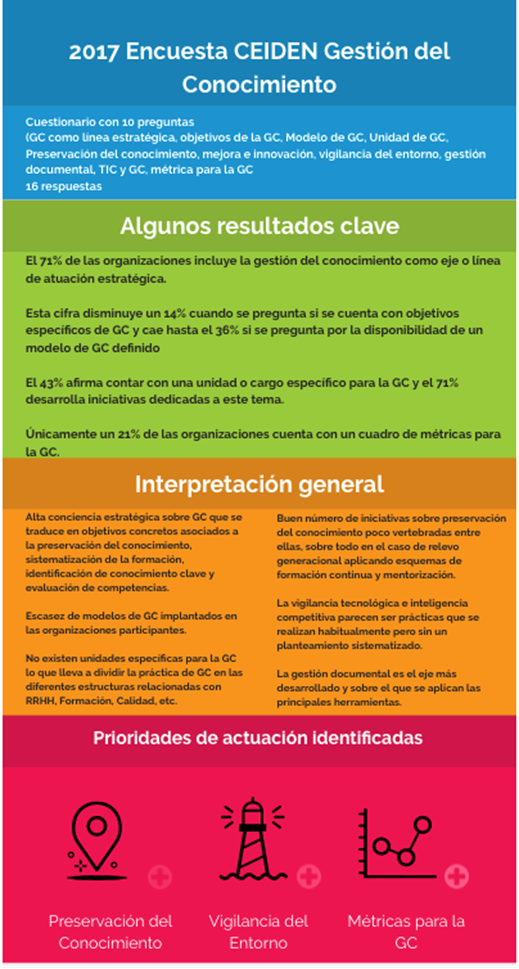 2017 Encuesta CEIDEN Gestión del
Conocimiento
Cuestionario con 10 preguntas
(GC como línea estratégica, objetivos de la GC, Modelo de GC, Unidad de GC,
Preservación del conocimiento, mejora e innovación, vigilancia del entorno, gestión
documental, TIC y GC, métrica para la GC
16 respuestas
Algunos resultados clave
El 71% de las organizaciones incluye la gestión del conocimiento como eje o línea
de atuación estratégica.
Esta cifra disminuye un 14% cuando se pregunta si se cuenta con objetivos
específicos de GC y cae hasta el 36% si se pregunta por la disponibilidad de un
modelo de GC definido
El 43% afirma contar con una unidad o cargo específico para la GC y el 71%
desarrolla iniciativas dedicadas a este tema.
Únicamente un 21% de las organizaciones cuenta con un cuadro de métricas para
la GC.
Interpretación general
Alta conciencia estratégica sobre GC que se
traduce en objetivos concretos asociados a
la preservación del conocimiento,
sistematización de la formación,
identificación de conocimiento clave y
evaluación de competencias.
Escasez de modelos de GC implantados en
las organizaciones participantes.
No existen unidades específicas para la GC
lo que lleva a dividir la práctica de GC en las
diferentes estructuras relacionadas con
RRHH, Formación, Calidad, etc.
Buen número de iniciativas sobre preservación
del conocimiento poco vertebradas entre
ellas, sobre todo en el caso de relevo
generacional aplicando esquemas de
formación continua y mentorización.
La vigilancia tecnológica e inteligencia
competitiva parecen ser prácticas que se
realizan habitualmente pero sin un
planteamiento sistematizado.
La gestión documental es el eje más
desarrollado y sobre el que se aplican las
principales herramientas.
Prioridades de actuación identificadas
Preservación del
Conocimiento
Vigilancia del
Entorno
Métricas para la
GC